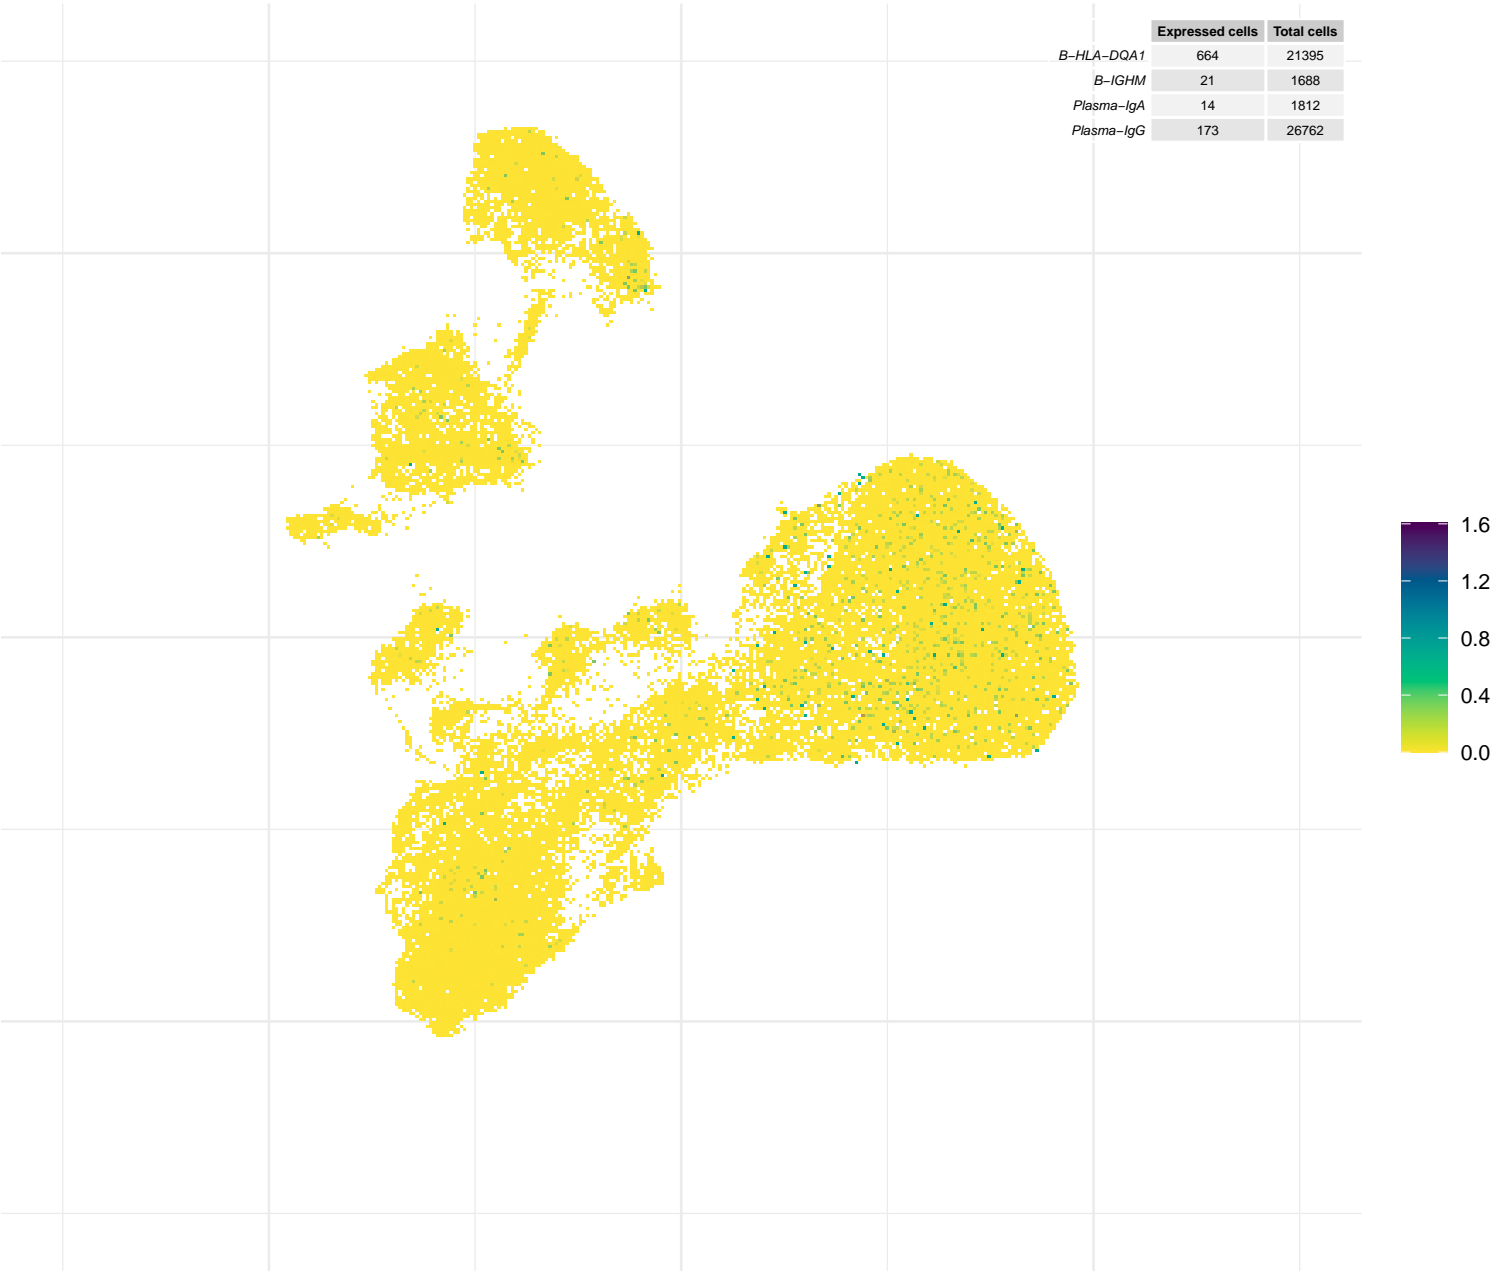 Expressed cells Total cells
B−HLA−DQA1 664 21395
B−IGHM 21 1688
Plasma−IgA 14 1812
Plasma−IgG 173 26762
1.6
1.2
0.8
0.4
0.0